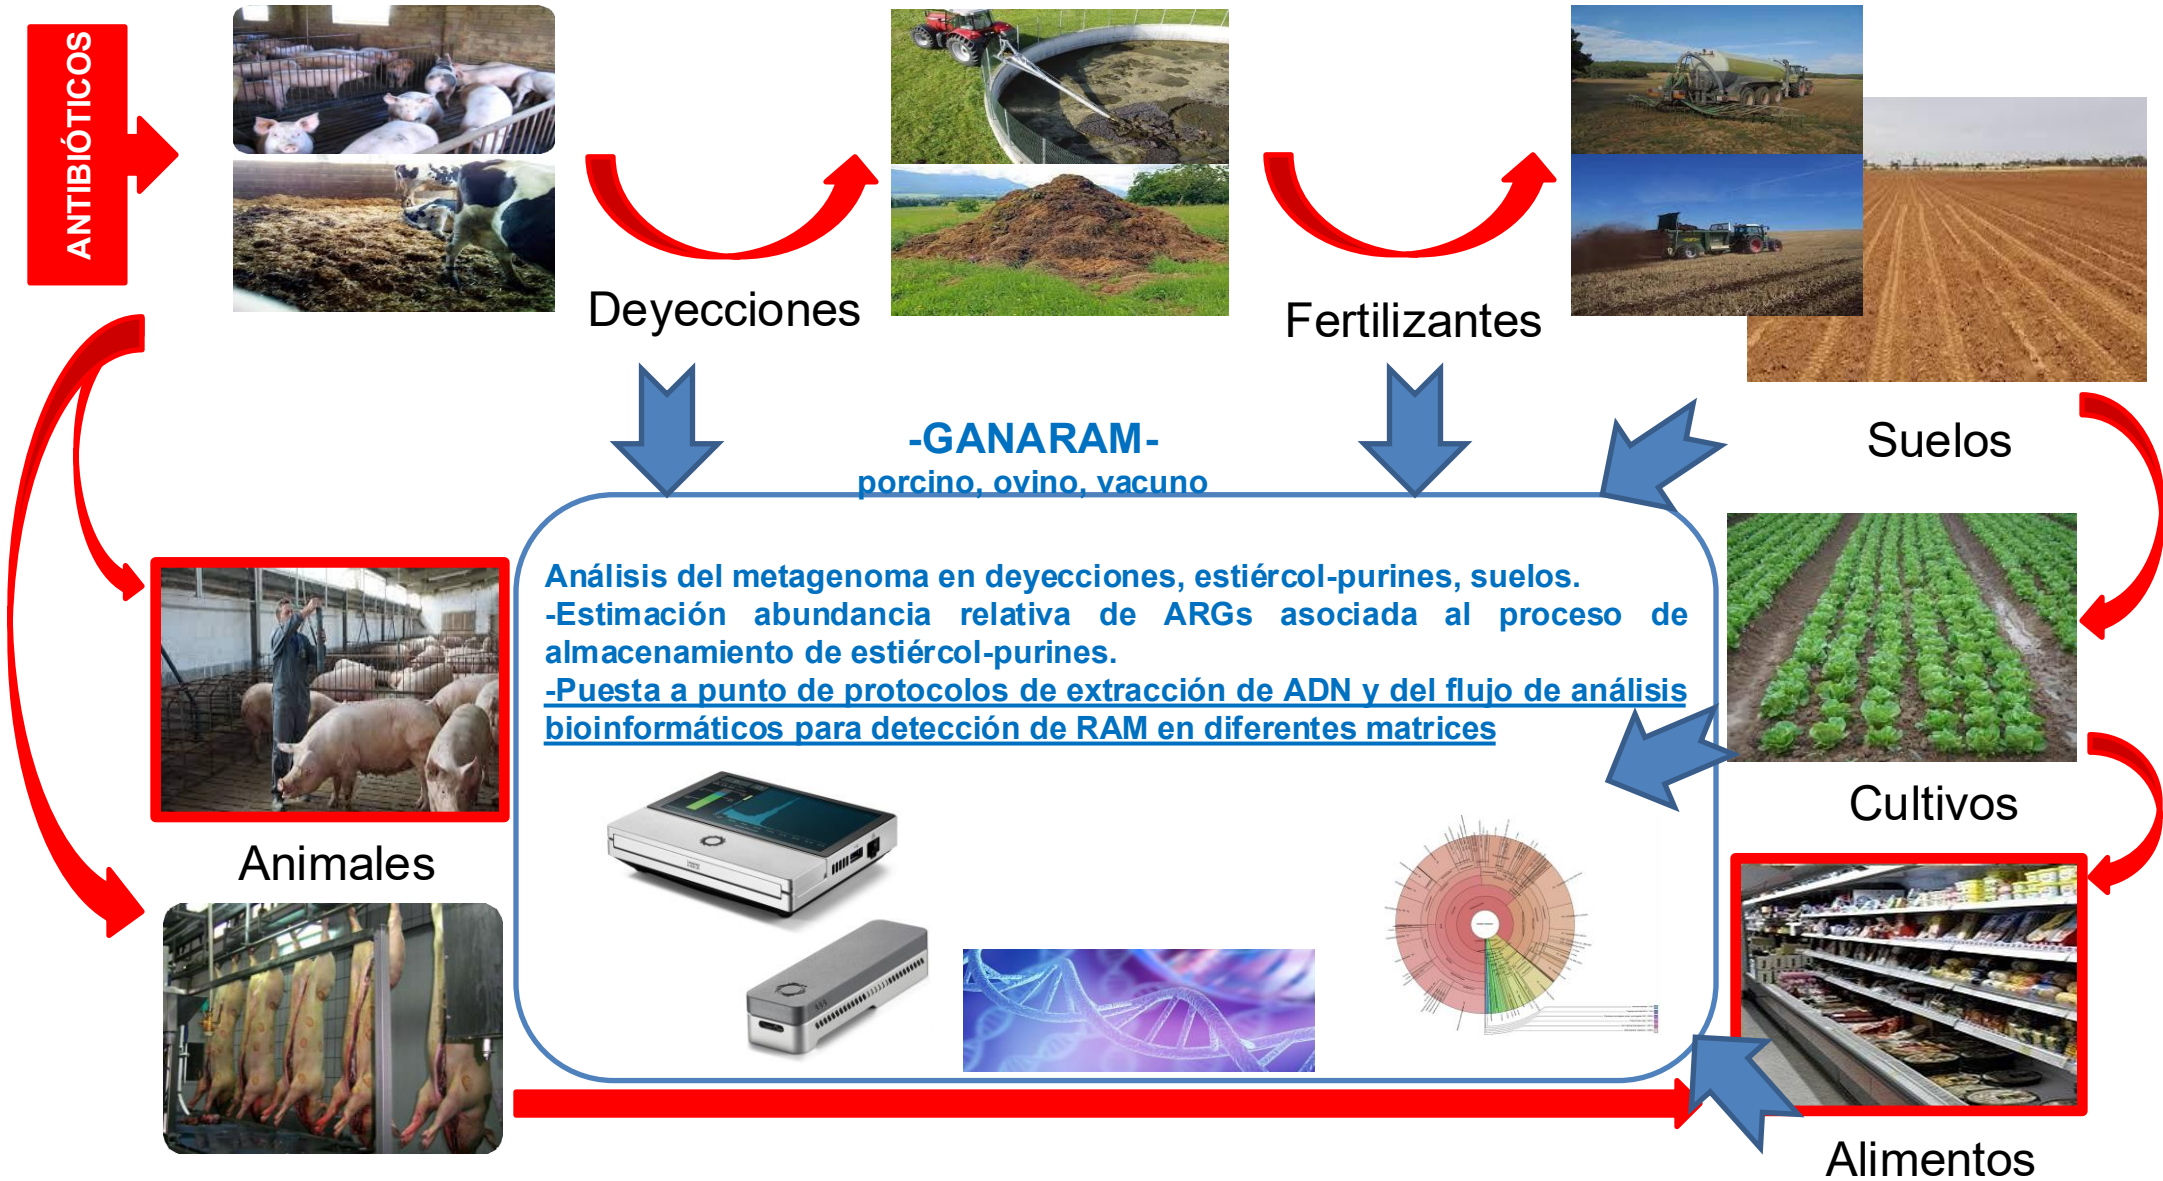 ANTIBIÓTICOS
Deyecciones
Fertilizantes
Suelos
-GANARAM-
porcino, ovino, vacuno
Análisis del metagenoma en deyecciones, estiércol-purines, suelos.
-Estimación abundancia relativa de ARGs asociada al proceso de
almacenamiento de estiércol-purines.
-Puesta a punto de protocolos de extracción de ADN y del flujo de análisis
bioinformáticos para detección de RAM en diferentes matrices
Cultivos
Animales
Alimentos